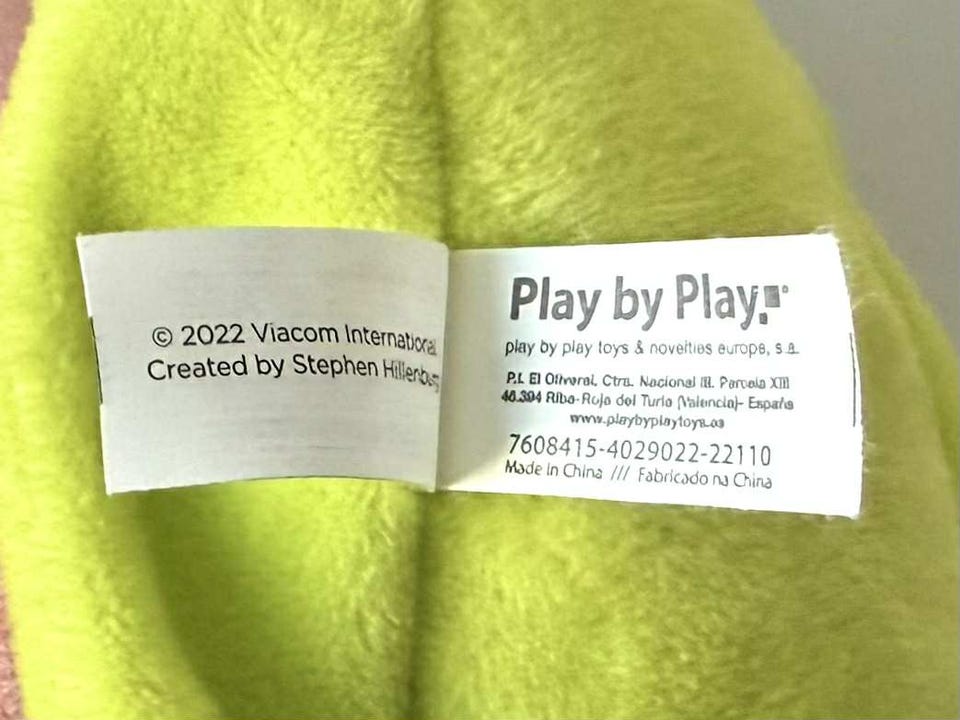 © 2022 Viacom International
Created by Stephen Hillenburg
Play by Play
play by play toys & novelties europe, s.a.
P.I. El Oliveral, Ctra. Nacional III. Parcela XIII
46.394 Riba-Roja del Turia (Valencia)- España
www.playbyplaytoys.es
7608415-4029022-22110
Made in China /// Fabricado na China